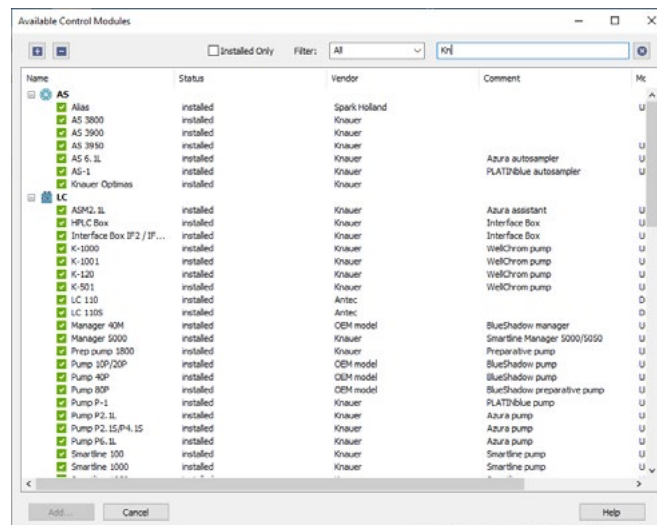 Available Control Modules
Installed Only Filter: All Kn
Name Status Vendor Comment
AS
Alias installed Spark Holland U
AS 3800 installed Knauer
AS 3900 installed Knauer
AS 3950 installed Knauer U
AS 6.1L installed Knauer Azura autosampler U
AS-1 installed Knauer PLATINblue autosampler U
Knauer Optimas installed Knauer
LC
ASM2.1L installed Knauer Azura assistant U
HPLC Box installed Knauer Interface Box U
Interface Box IF2 / IF... installed Knauer Interface Box U
K-1000 installed Knauer WellChrom pump U
K-1001 installed Knauer WellChrom pump U
K-120 installed Knauer WellChrom pump U
K-501 installed Knauer WellChrom pump U
LC 110 installed Antec D
LC 110S installed Antec D
Manager 40M installed OEM model BlueShadow manager U
Manager 5000 installed Knauer Smartline Manager 5000/5050 U
Prep pump 1800 installed Knauer Preparative pump U
Pump 10P/20P installed OEM model BlueShadow pump U
Pump 40P installed OEM model BlueShadow pump U
Pump 80P installed OEM model BlueShadow preparative pump U
Pump P-1 installed Knauer PLATINblue pump U
Pump P2.1L installed Knauer Azura pump U
Pump P2.1S/P4.1S installed Knauer Azura pump U
Pump P6.1L installed Knauer Azura pump U
Smartline 100 installed Knauer Smartline pump U
Smartline 1000 installed Knauer Smartline pump U
Add... Cancel Help